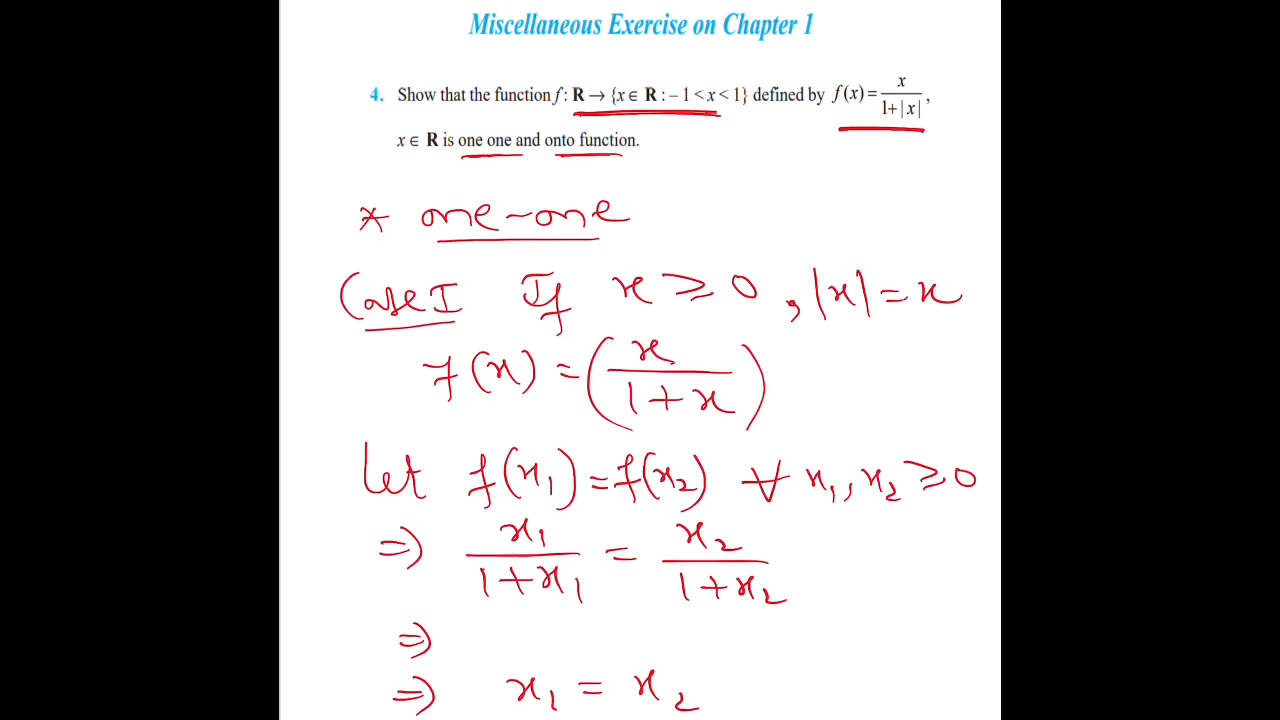 Miscellaneous Exercise on Chapter 1
4. Show that the function f : R → {x ∈ R : – 1 < x < 1} defined by f(x) = x/(1+|x|),
x ∈ R is one one and onto function.
* one-one
Case I If x ≥ 0, |x| = x
f(x) = (x/(1+x))
Let f(x₁) = f(x₂) ∀ x₁, x₂ ≥ 0
⇒ x₁/(1+x₁) = x₂/(1+x₂)
⇒
⇒ x₁ = x₂